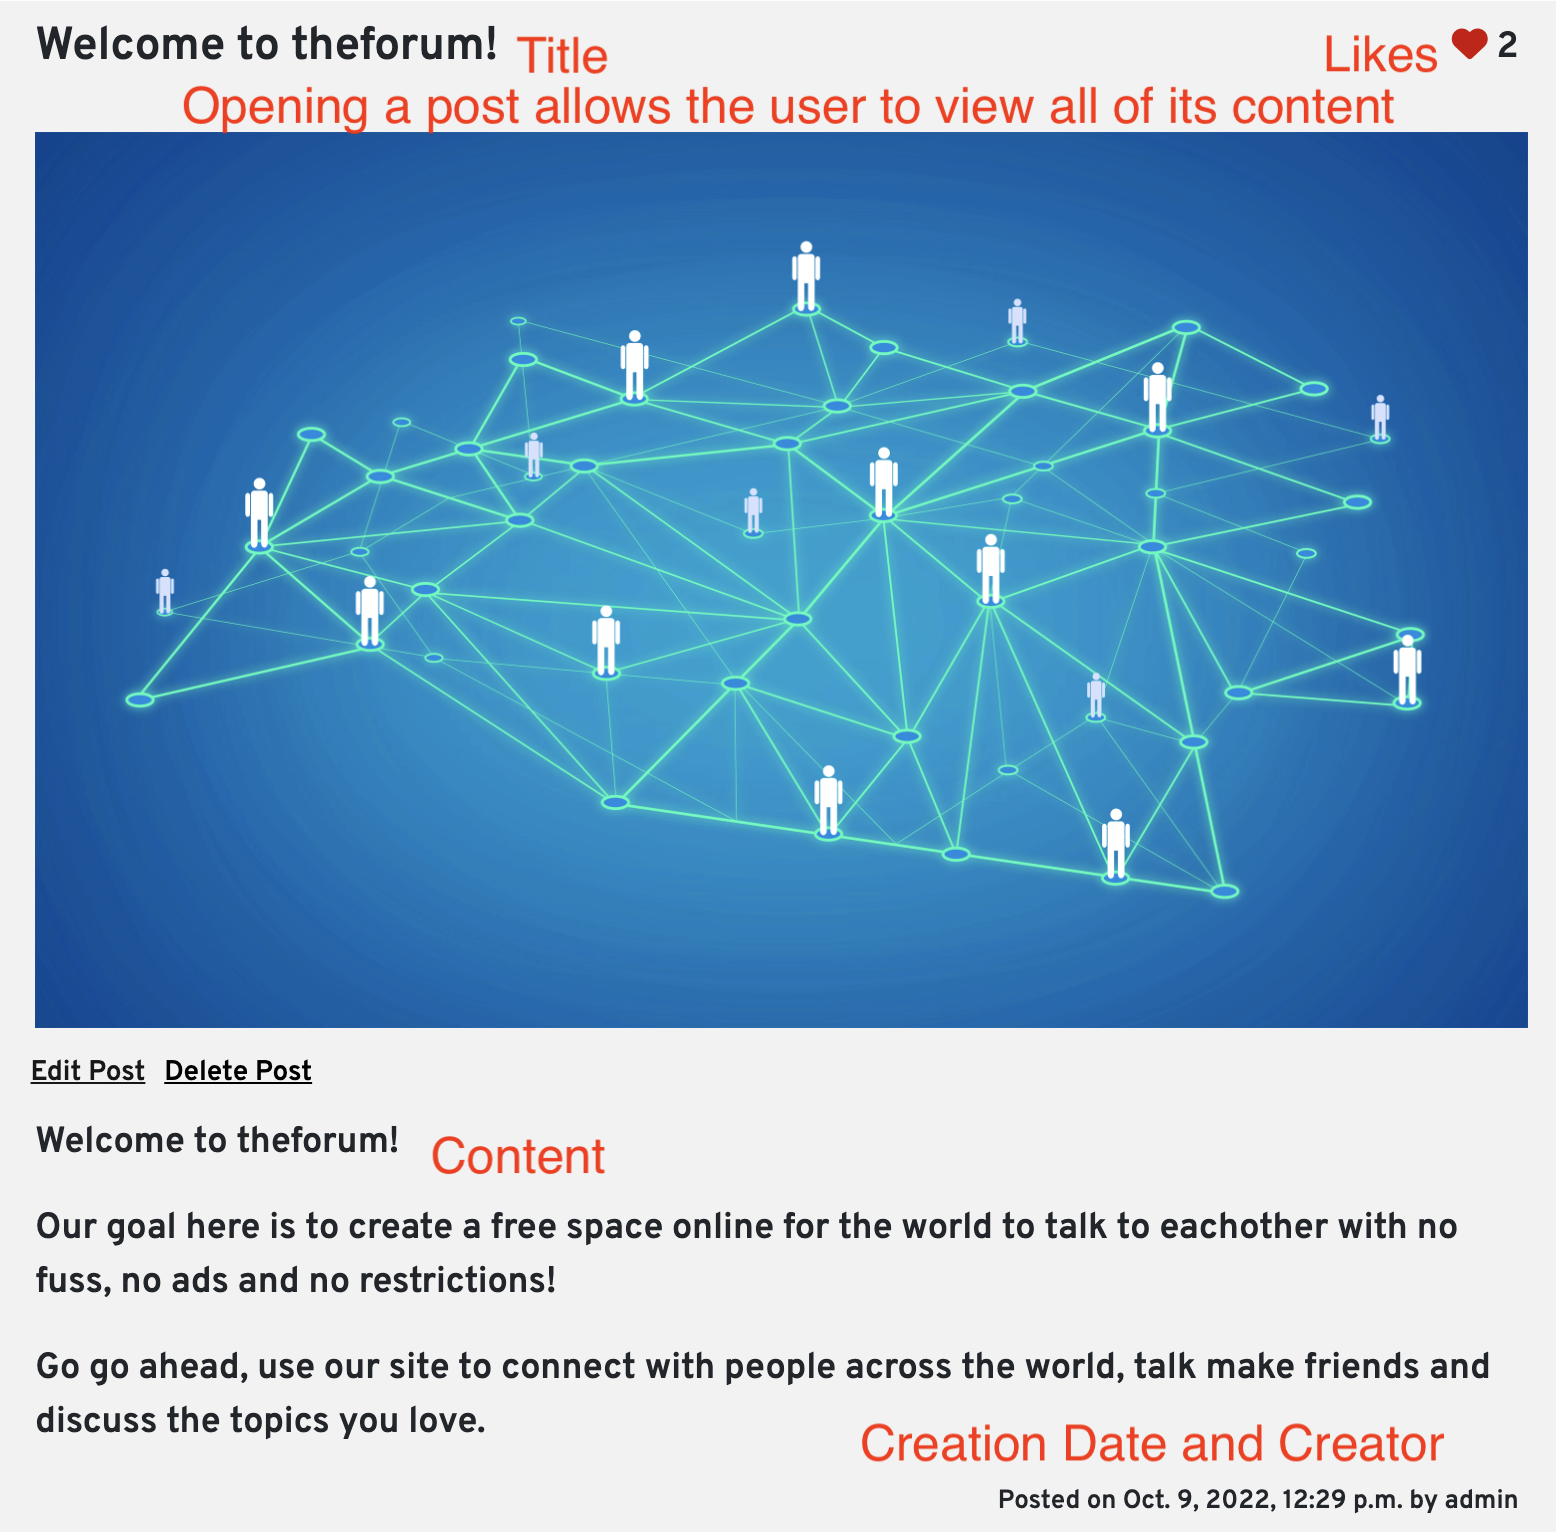 Welcome to theforum! Title Likes 2
Opening a post allows the user to view all of its content
Edit Post Delete Post
Welcome to theforum! Content
Our goal here is to create a free space online for the world to talk to eachother with no
fuss, no ads and no restrictions!
Go go ahead, use our site to connect with people across the world, talk make friends and
discuss the topics you love.
Creation Date and Creator
Posted on Oct. 9, 2022, 12:29 p.m. by admin